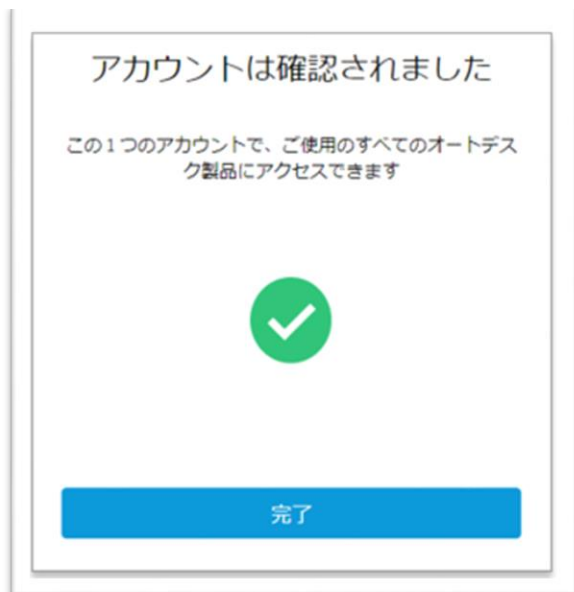 アカウントは確認されました
この1つのアカウントで、ご使用のすべてのオートデス
ク製品にアクセスできます
完了